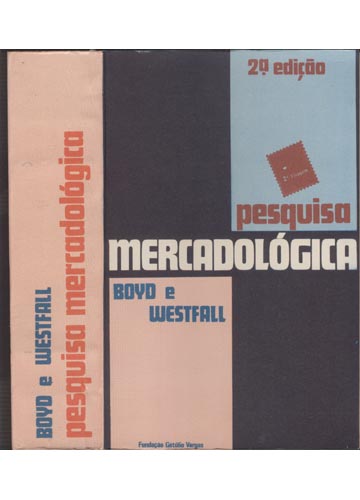 BOYD e WESTFALL
pesquisa mercadológica
2ª edição
pesquisa
MERCADOLÓGICA
BOYD e
WESTFALL
Fundação Getúlio Vargas